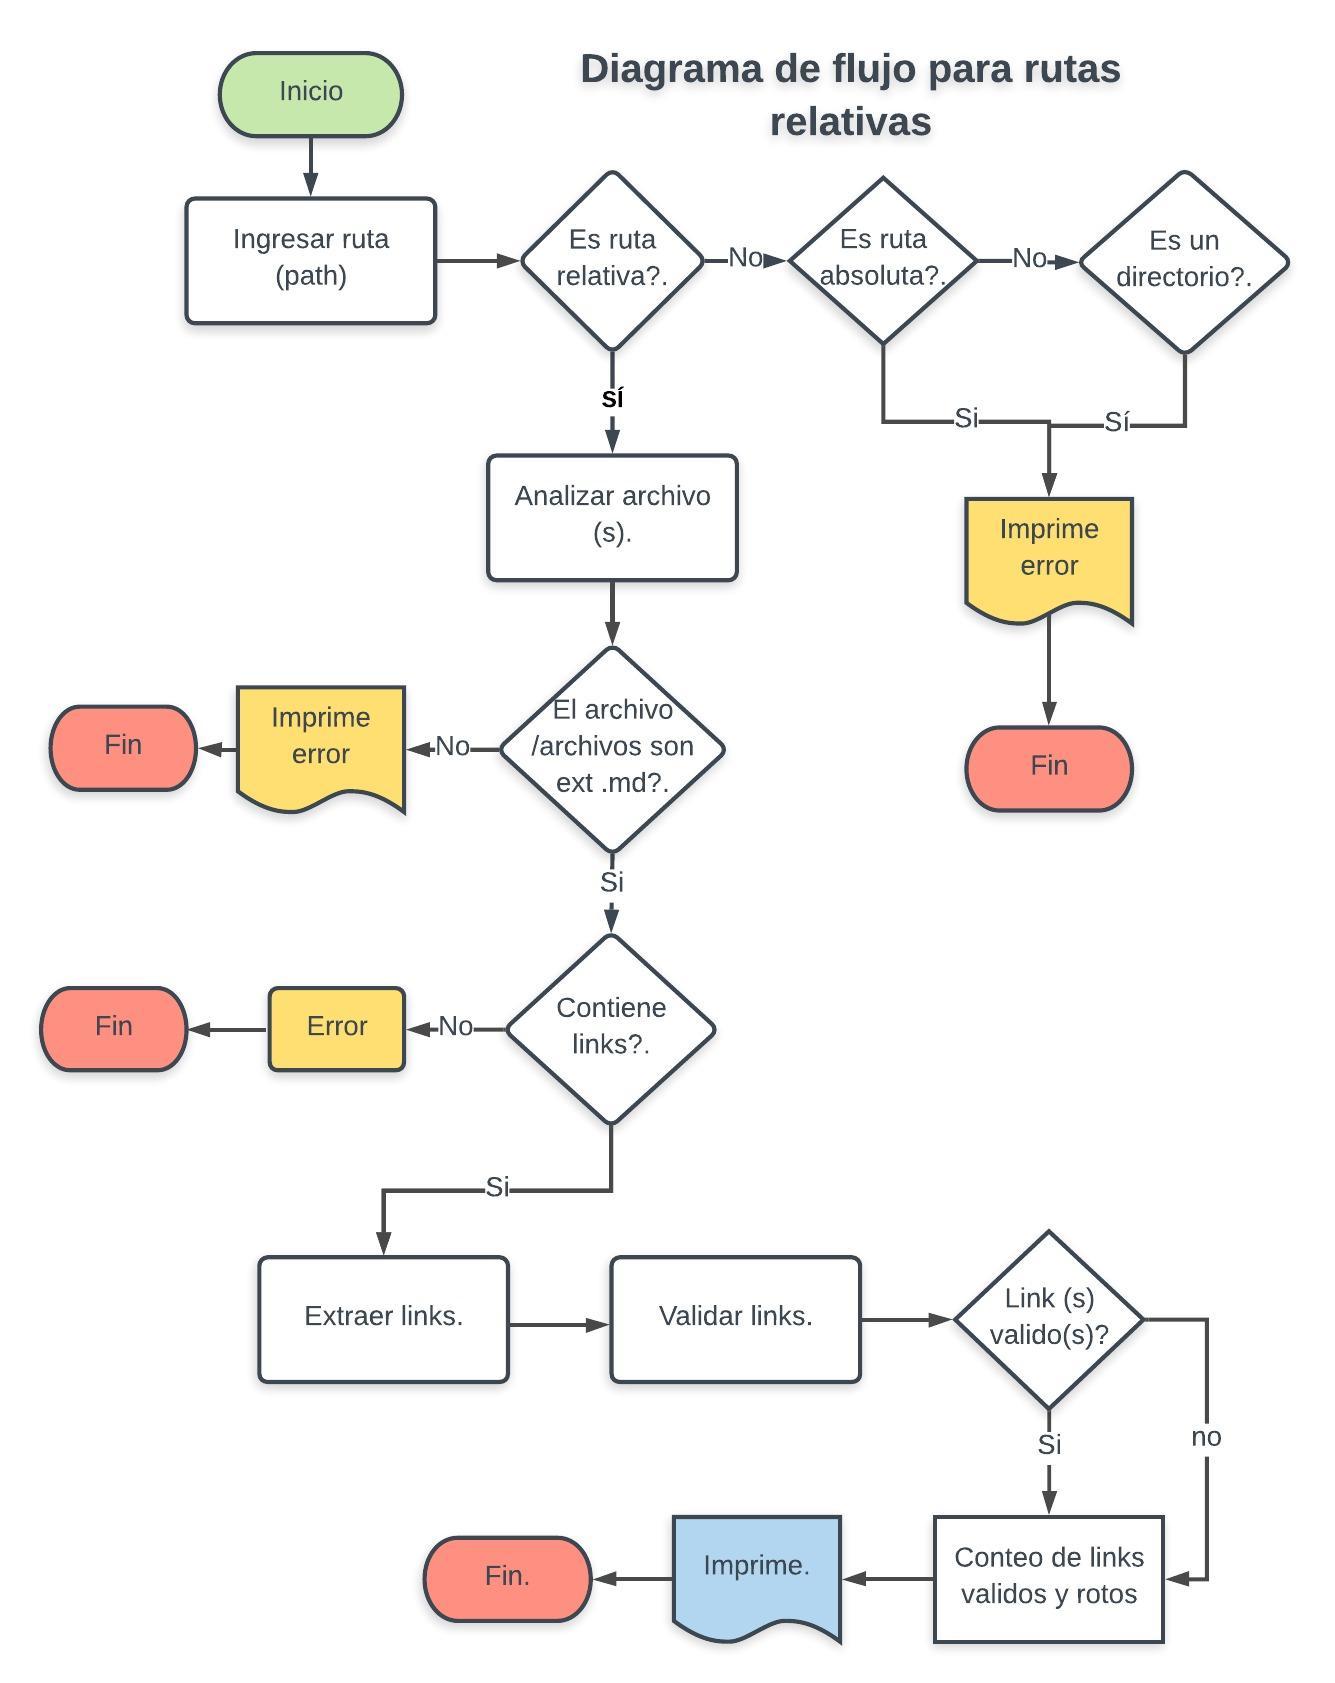 Diagrama de flujo para rutas
relativas
Inicio
Ingresar ruta
(path)
Es ruta
relativa?.
No
Es ruta
absoluta?.
No
Es un
directorio?.
SÍ
Si
Sí
Analizar archivo
(s).
Imprime
error
Fin
El archivo
/archivos son
ext .md?.
No
Imprime
error
Fin
Si
Contiene
links?.
No
Error
Fin
Si
Extraer links.
Validar links.
Link (s)
valido(s)?
Si
no
Conteo de links
validos y rotos
Imprime.
Fin.